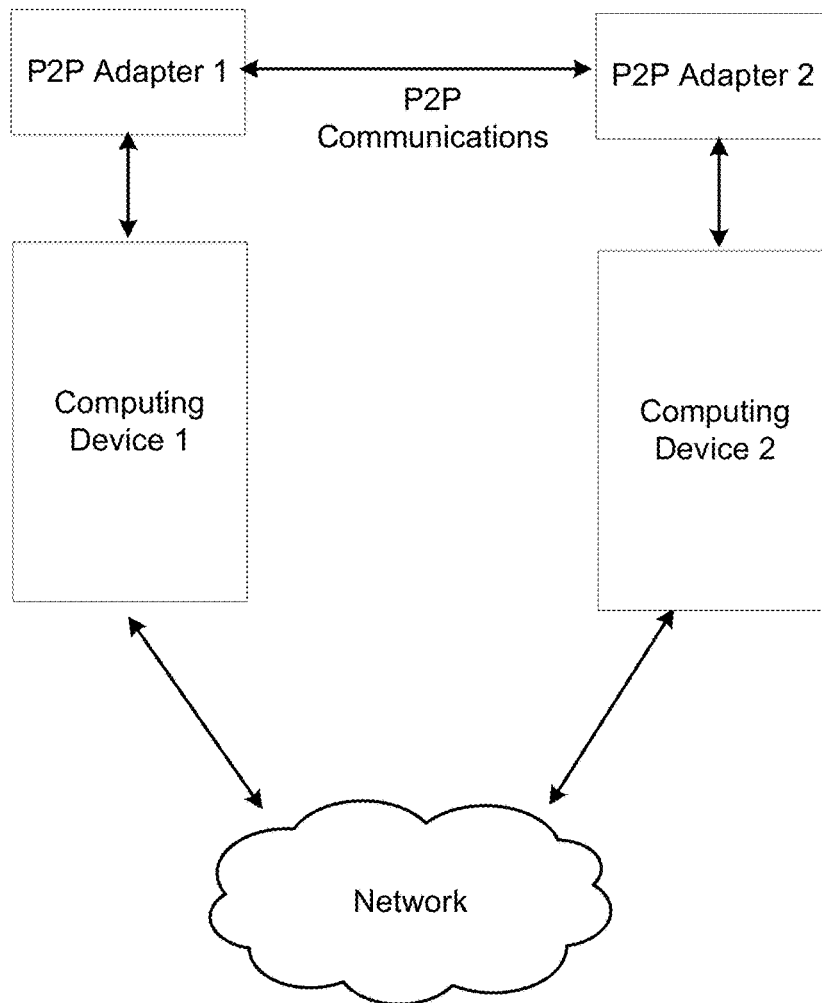 P2P Adapter 1
P2P Adapter 2
P2P
Communications
Computing
Device 1
Computing
Device 2
Network